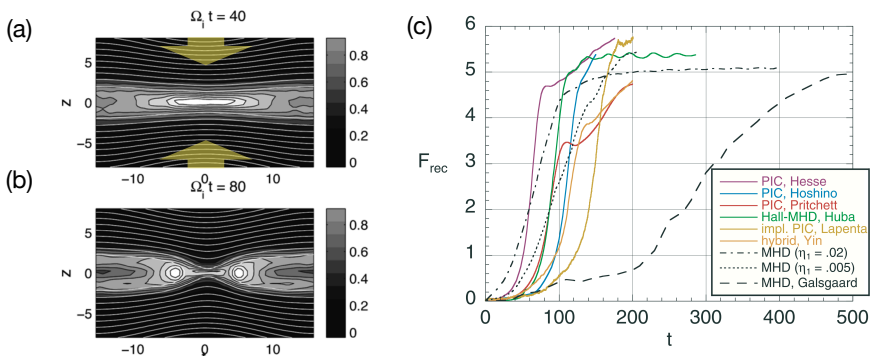 (a)
Ω_i t = 40
5
0
−5
z
−10
0
10
0.8
0.6
0.4
0.2
0
(b)
Ω_i t = 80
5
0
−5
z
−10
0
10
0.8
0.6
0.4
0.2
0
(c)
6
5
4
3
2
1
0
F_rec
0
100
200
300
400
500
t
PIC, Hesse
PIC, Hoshino
PIC, Pritchett
Hall-MHD, Huba
impl. PIC, Lapenta
hybrid, Yin
MHD (η₁ = .02)
MHD (η₁ = .005)
MHD, Galsgaard